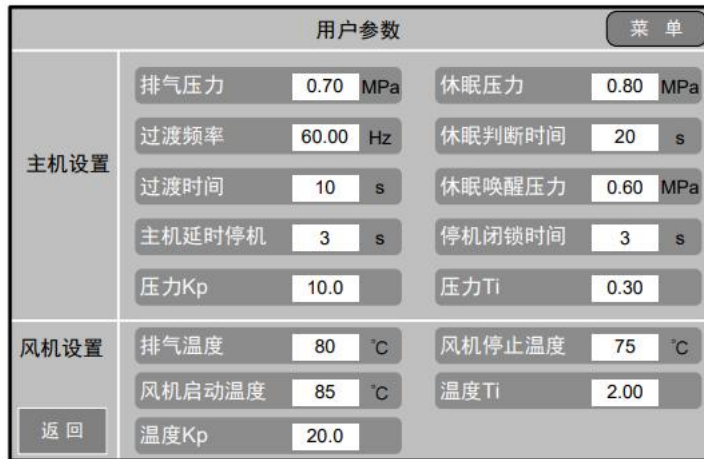 用户参数
菜 单
主机设置
排气压力 0.70 MPa 休眠压力 0.80 MPa
过渡频率 60.00 Hz 休眠判断时间 20 s
过渡时间 10 s 休眠唤醒压力 0.60 MPa
主机延时停机 3 s 停机闭锁时间 3 s
压力Kp 10.0 压力Ti 0.30
风机设置
排气温度 80 ℃ 风机停止温度 75 ℃
风机启动温度 85 ℃ 温度Ti 2.00
温度Kp 20.0
返 回